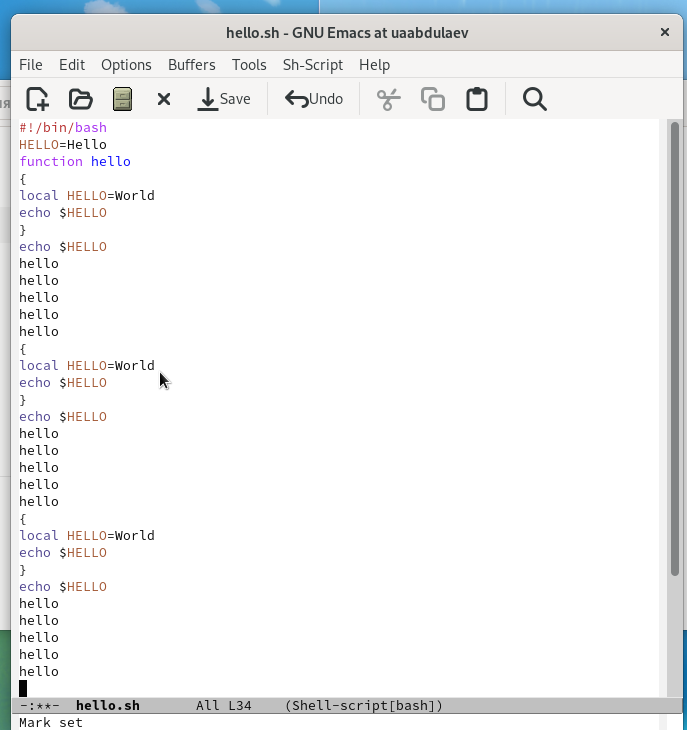 hello.sh - GNU Emacs at uaabdulaev
File Edit Options Buffers Tools Sh-Script Help
Save Undo
#!/bin/bash
HELLO=Hello
function hello
{
local HELLO=World
echo $HELLO
}
echo $HELLO
hello
hello
hello
hello
hello
{
local HELLO=World
echo $HELLO
}
echo $HELLO
hello
hello
hello
hello
hello
{
local HELLO=World
echo $HELLO
}
echo $HELLO
hello
hello
hello
hello
hello
-:**- hello.sh All L34 (Shell-script[bash])
Mark set